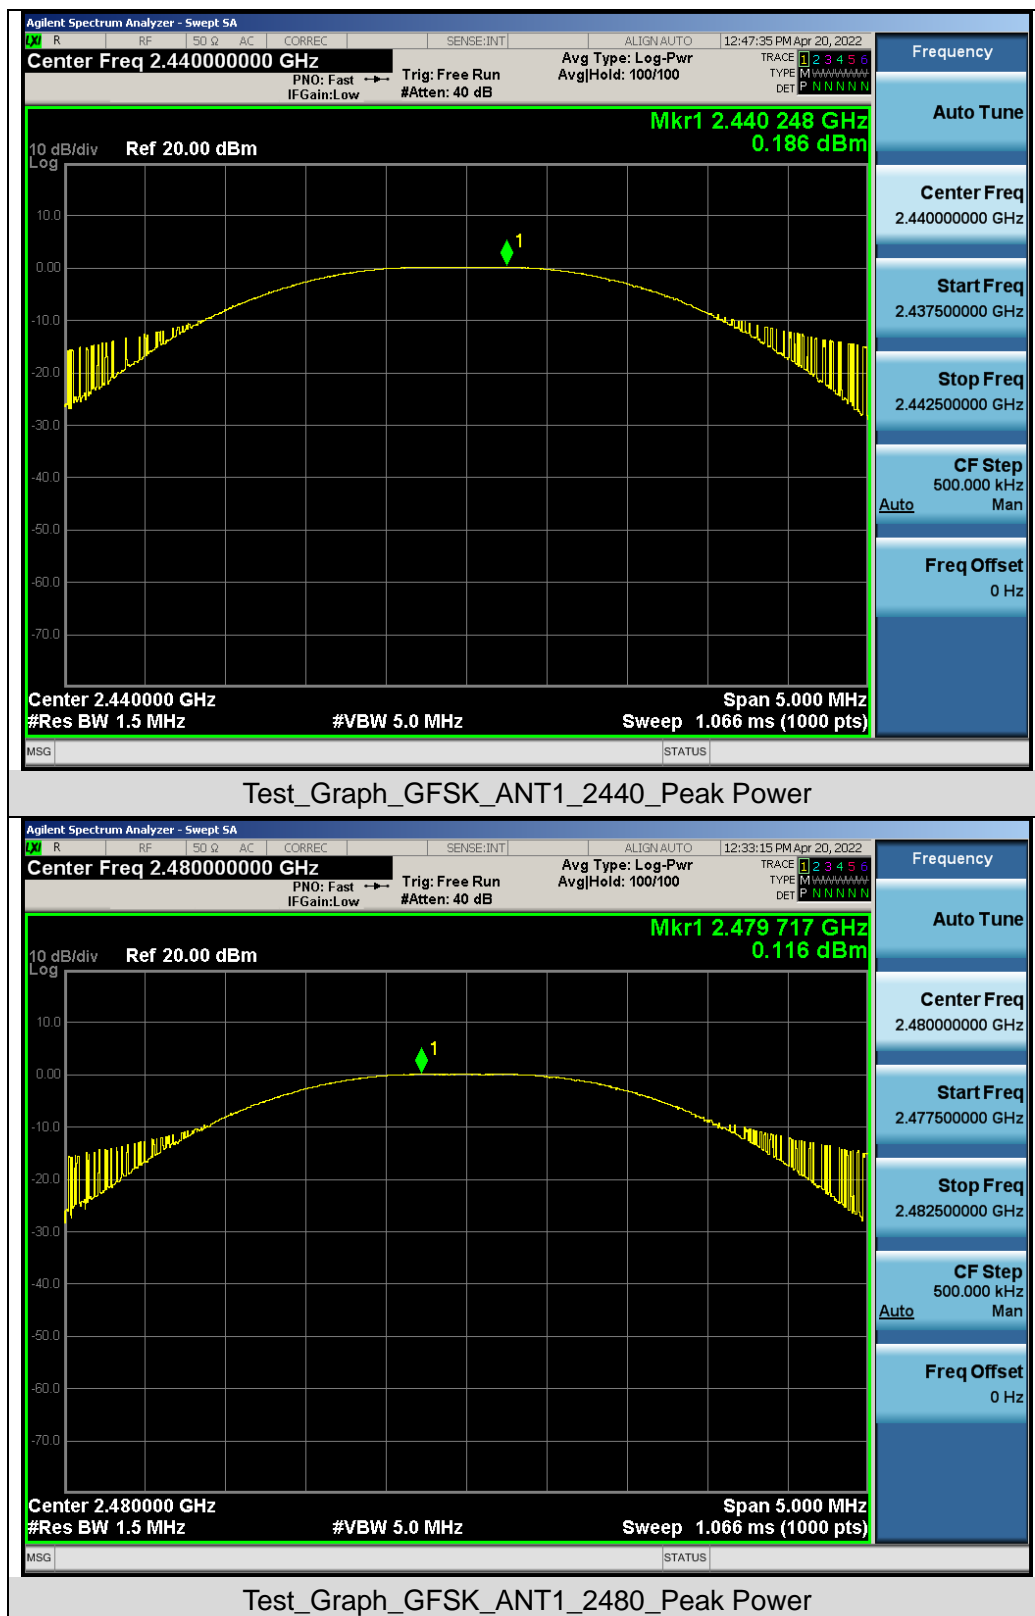 Agilent Spectrum Analyzer - Swept SA
LXI R RF 50 Ω AC CORREC SENSE:INT ALIGN AUTO 12:47:35 PM Apr 20, 2022
Center Freq 2.440000000 GHz
PNO: Fast
IFGain:Low
Trig: Free Run
#Atten: 40 dB
Avg Type: Log-Pwr
Avg|Hold: 100/100
TRACE 1 2 3 4 5 6
TYPE M WWWWW
DET P N N N N N
Mkr1 2.440 248 GHz
0.186 dBm
10 dB/div Ref 20.00 dBm
Log
10.0
0.00
-10.0
-20.0
-30.0
-40.0
-50.0
-60.0
-70.0
1
Center 2.440000 GHz Span 5.000 MHz
#Res BW 1.5 MHz #VBW 5.0 MHz Sweep 1.066 ms (1000 pts)
MSG STATUS
Frequency
Auto Tune
Center Freq
2.440000000 GHz
Start Freq
2.437500000 GHz
Stop Freq
2.442500000 GHz
CF Step
500.000 kHz
Auto Man
Freq Offset
0 Hz
Test_Graph_GFSK_ANT1_2440_Peak Power
Agilent Spectrum Analyzer - Swept SA
LXI R RF 50 Ω AC CORREC SENSE:INT ALIGN AUTO 12:33:15 PM Apr 20, 2022
Center Freq 2.480000000 GHz
PNO: Fast
IFGain:Low
Trig: Free Run
#Atten: 40 dB
Avg Type: Log-Pwr
Avg|Hold: 100/100
TRACE 1 2 3 4 5 6
TYPE M WWWWW
DET P N N N N N
Mkr1 2.479 717 GHz
0.116 dBm
10 dB/div Ref 20.00 dBm
Log
10.0
0.00
-10.0
-20.0
-30.0
-40.0
-50.0
-60.0
-70.0
1
Center 2.480000 GHz Span 5.000 MHz
#Res BW 1.5 MHz #VBW 5.0 MHz Sweep 1.066 ms (1000 pts)
MSG STATUS
Frequency
Auto Tune
Center Freq
2.480000000 GHz
Start Freq
2.477500000 GHz
Stop Freq
2.482500000 GHz
CF Step
500.000 kHz
Auto Man
Freq Offset
0 Hz
Test_Graph_GFSK_ANT1_2480_Peak Power